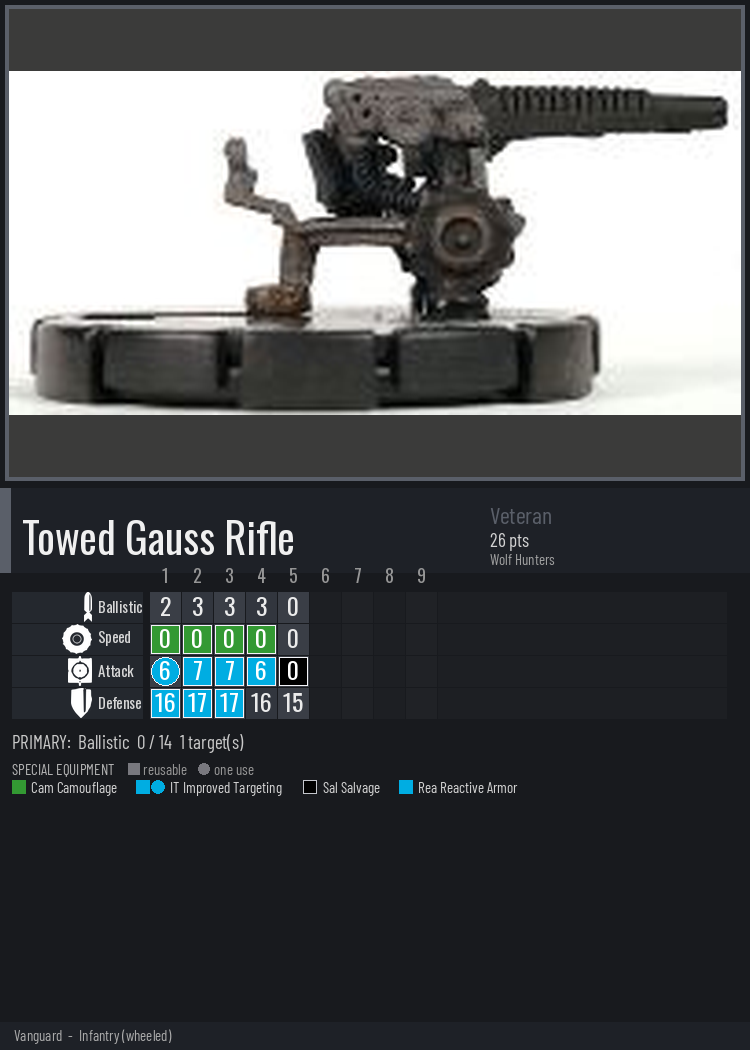 Towed Gauss Rifle
Veteran
26 pts
Wolf Hunters
1 2 3 4 5 6 7 8 9
Ballistic 2 3 3 3 0
Speed 0 0 0 0 0
Attack 6 7 7 6 0
Defense 16 17 17 16 15
PRIMARY: Ballistic 0 / 14 1 target(s)
SPECIAL EQUIPMENT reusable one use
Cam Camouflage IT Improved Targeting Sal Salvage Rea Reactive Armor
Vanguard - Infantry (wheeled)